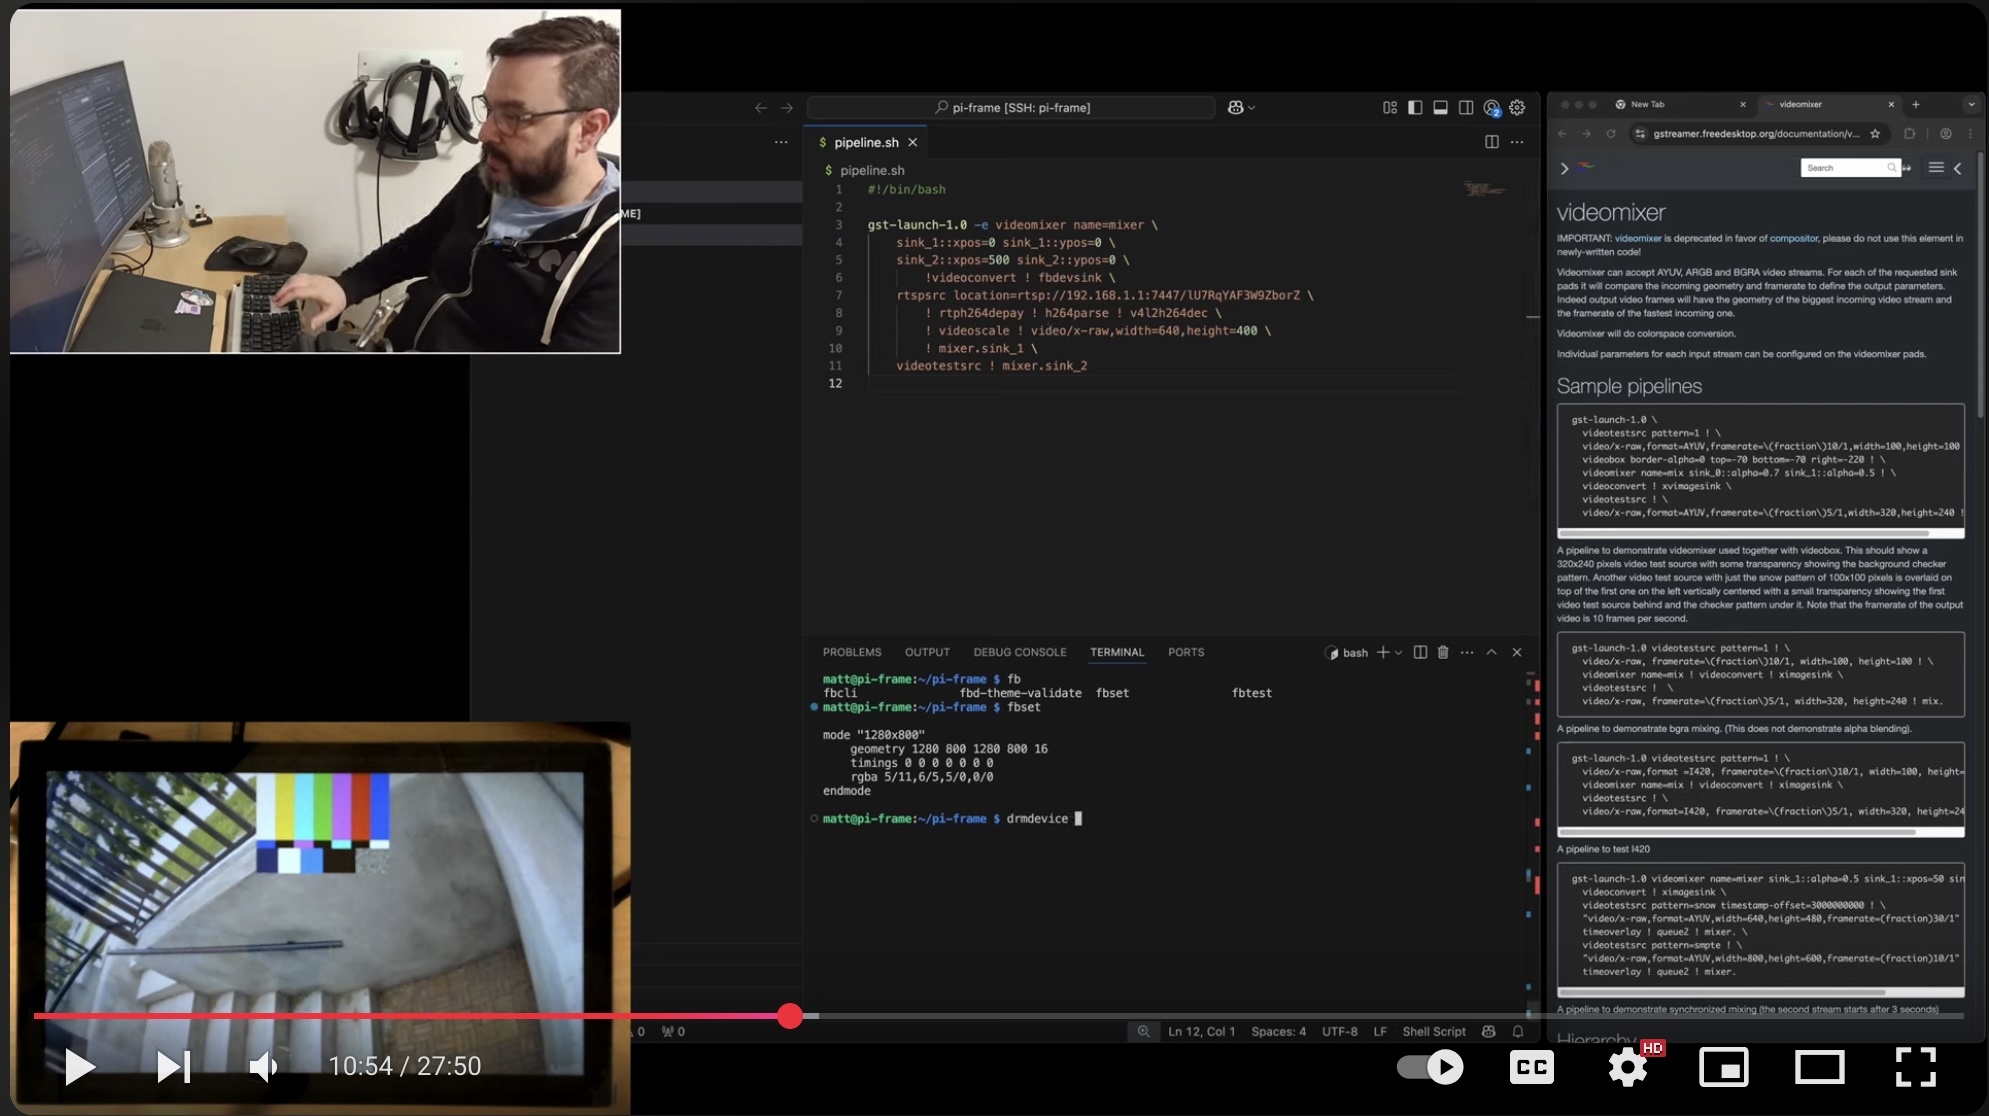 pi-frame [SSH: pi-frame]
2
$ pipeline.sh
$ pipeline.sh
ME]
1 #!/bin/bash
2
3 gst-launch-1.0 -e videomixer name=mixer \
4 sink_1::xpos=0 sink_1::ypos=0 \
5 sink_2::xpos=500 sink_2::ypos=0 \
6 !videoconvert ! fbdevsink \
7 rtspsrc location=rtsp://192.168.1.1:7447/lU7RqYAF3W9ZborZ \
8 ! rtph264depay ! h264parse ! v4l2h264dec \
9 ! videoscale ! video/x-raw,width=640,height=400 \
10 ! mixer.sink_1 \
11 videotestsrc ! mixer.sink_2
12
PROBLEMS OUTPUT DEBUG CONSOLE TERMINAL PORTS
bash
matt@pi-frame:~/pi-frame $ fb
fbcli fbd-theme-validate fbset fbtest
matt@pi-frame:~/pi-frame $ fbset
mode "1280x800"
geometry 1280 800 1280 800 16
timings 0 0 0 0 0 0 0
rgba 5/11,6/5,5/0,0/0
endmode
matt@pi-frame:~/pi-frame $ drmdevice
0 0
Ln 12, Col 1 Spaces: 4 UTF-8 LF Shell Script
New Tab
videomixer
gstreamer.freedesktop.org/documentation/v...
Search
videomixer
IMPORTANT: videomixer is deprecated in favor of compositor, please do not use this element in
newly-written code!
Videomixer can accept AYUV, ARGB and BGRA video streams. For each of the requested sink
pads it will compare the incoming geometry and framerate to define the output parameters.
Indeed output video frames will have the geometry of the biggest incoming video stream and
the framerate of the fastest incoming one.
Videomixer will do colorspace conversion.
Individual parameters for each input stream can be configured on the videomixer pads.
Sample pipelines
gst-launch-1.0 \
videotestsrc pattern=1 ! \
video/x-raw,format=AYUV,framerate=\(fraction\)10/1,width=100,height=100
videobox border-alpha=0 top=-70 bottom=-70 right=-220 ! \
videomixer name=mix sink_0::alpha=0.7 sink_1::alpha=0.5 ! \
videoconvert ! xvimagesink \
videotestsrc ! \
video/x-raw,format=AYUV,framerate=\(fraction\)5/1,width=320,height=240 !
A pipeline to demonstrate videomixer used together with videobox. This should show a
320x240 pixels video test source with some transparency showing the background checker
pattern. Another video test source with just the snow pattern of 100x100 pixels is overlaid on
top of the first one on the left vertically centered with a small transparency showing the first
video test source behind and the checker pattern under it. Note that the framerate of the output
video is 10 frames per second.
gst-launch-1.0 videotestsrc pattern=1 ! \
video/x-raw, framerate=\(fraction\)10/1, width=100, height=100 ! \
videomixer name=mix ! videoconvert ! ximagesink \
videotestsrc ! \
video/x-raw, framerate=\(fraction\)5/1, width=320, height=240 ! mix.
A pipeline to demonstrate bgra mixing. (This does not demonstrate alpha blending).
gst-launch-1.0 videotestsrc pattern=1 ! \
video/x-raw,format =I420, framerate=\(fraction\)10/1, width=100, height=
videomixer name=mix ! videoconvert ! ximagesink \
videotestsrc ! \
video/x-raw,format=I420, framerate=\(fraction\)5/1, width=320, height=24
A pipeline to test I420
gst-launch-1.0 videomixer name=mixer sink_1::alpha=0.5 sink_1::xpos=50 sin
videoconvert ! ximagesink \
videotestsrc pattern=snow timestamp-offset=3000000000 ! \
"video/x-raw,format=AYUV,width=640,height=480,framerate=(fraction)30/1"
timeoverlay ! queue2 ! mixer. \
videotestsrc pattern=smpte ! \
"video/x-raw,format=AYUV,width=800,height=600,framerate=(fraction)10/1"
timeoverlay ! queue2 ! mixer.
A pipeline to demonstrate synchronized mixing (the second stream starts after 3 seconds)
Hierarchy
10:54 / 27:50
CC
HD